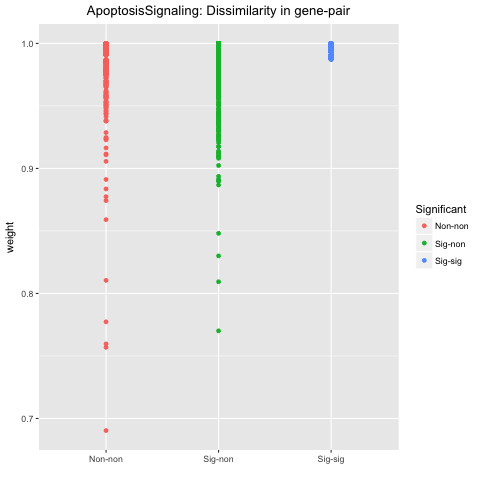 ApoptosisSignaling: Dissimilarity in gene-pair
1.0
0.9
0.8
0.7
weight
Non-non
Sig-non
Sig-sig
Significant
Non-non
Sig-non
Sig-sig